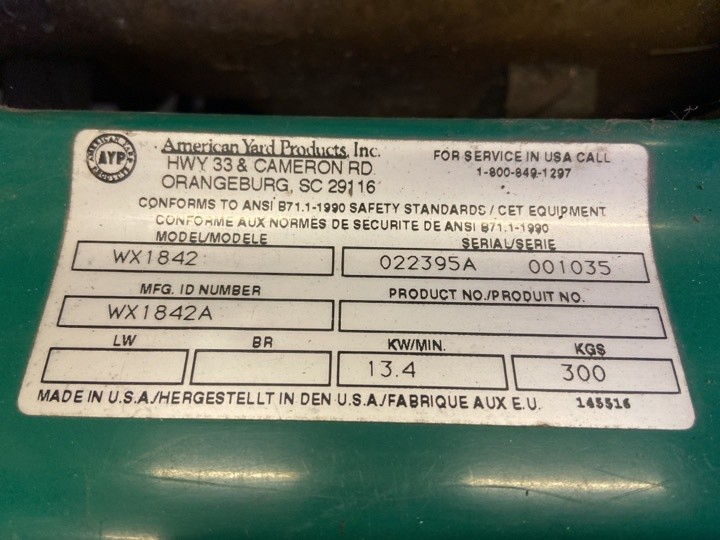 AMERICAN YARD PRODUCTS
AYP
American Yard Products, Inc.
HWY 33 & CAMERON RD.
ORANGEBURG, SC 29116
FOR SERVICE IN USA CALL
1-800-849-1297
CONFORMS TO ANSI B71.1-1990 SAFETY STANDARDS / CET EQUIPMENT
CONFORME AUX NORMES DE SECURITE DE ANSI B71.1-1990
MODEL/MODELE
SERIAL/SERIE
WX1842
022395A 001035
MFG. ID NUMBER
PRODUCT NO./PRODUIT NO.
WX1842A
LW
BR
KW/MIN.
KGS
13.4
300
MADE IN U.S.A./HERGESTELLT IN DEN U.S.A./FABRIQUE AUX E.U. 145516